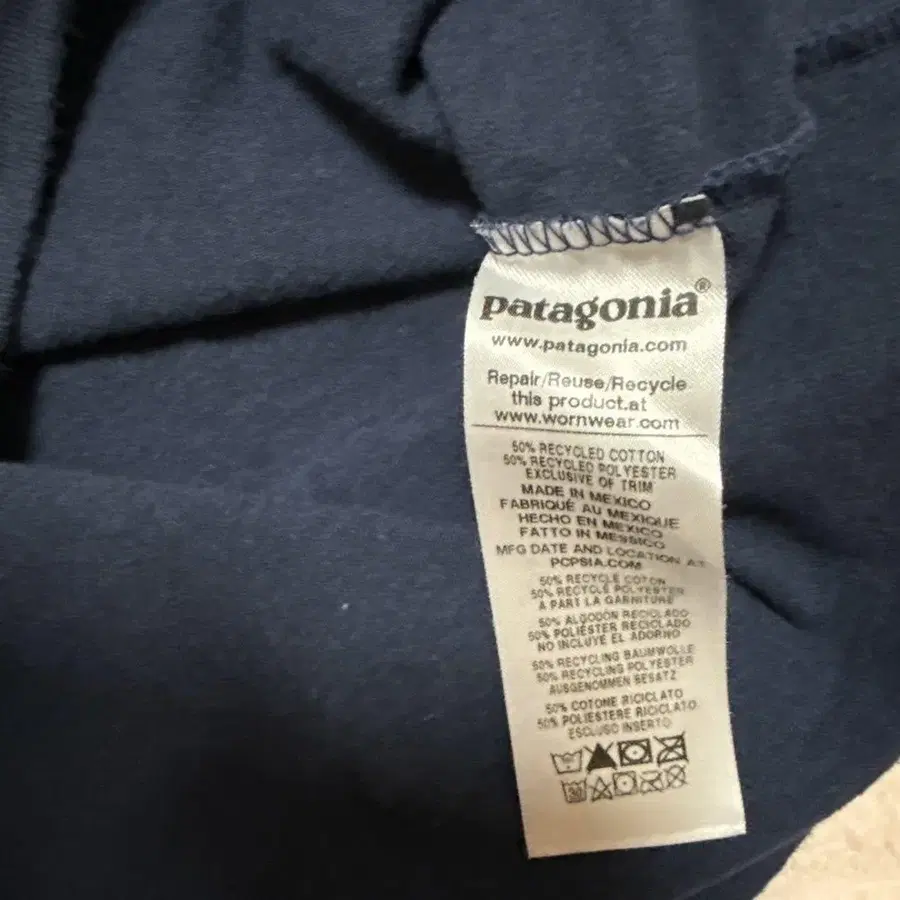 patagonia®
www.patagonia.com
Repair/Reuse/Recycle
this product.at
www.wornwear.com
50% RECYCLED COTTON
50% RECYCLED POLYESTER
EXCLUSIVE OF TRIM
MADE IN MEXICO
FABRIQUÉ AU MEXIQUE
HECHO EN MEXICO
FATTO IN MESSICO
MFG DATE AND LOCATION AT
PCPSIA.COM
50% RECYCLE COTON
50% RECYCLE POLYESTER
A PART LA GARNITURE
50% ALGODÓN RECICLADO
50% POLIÉSTER RECICLADO
NO INCLUYE EL ADORNO
50% RECYCLING BAUMWOLLE
50% RECYCLING POLYESTER
AUSGENOMMEN BESATZ
50% COTONE RICICLATO
50% POLIESTERE RICICLATO
ESCLUSO INSERTO
30